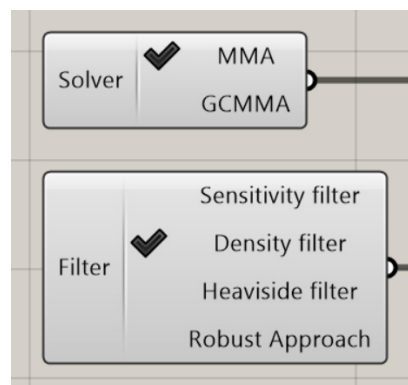 Solver
MMA
GCMMA
Filter
Sensitivity filter
Density filter
Heaviside filter
Robust Approach